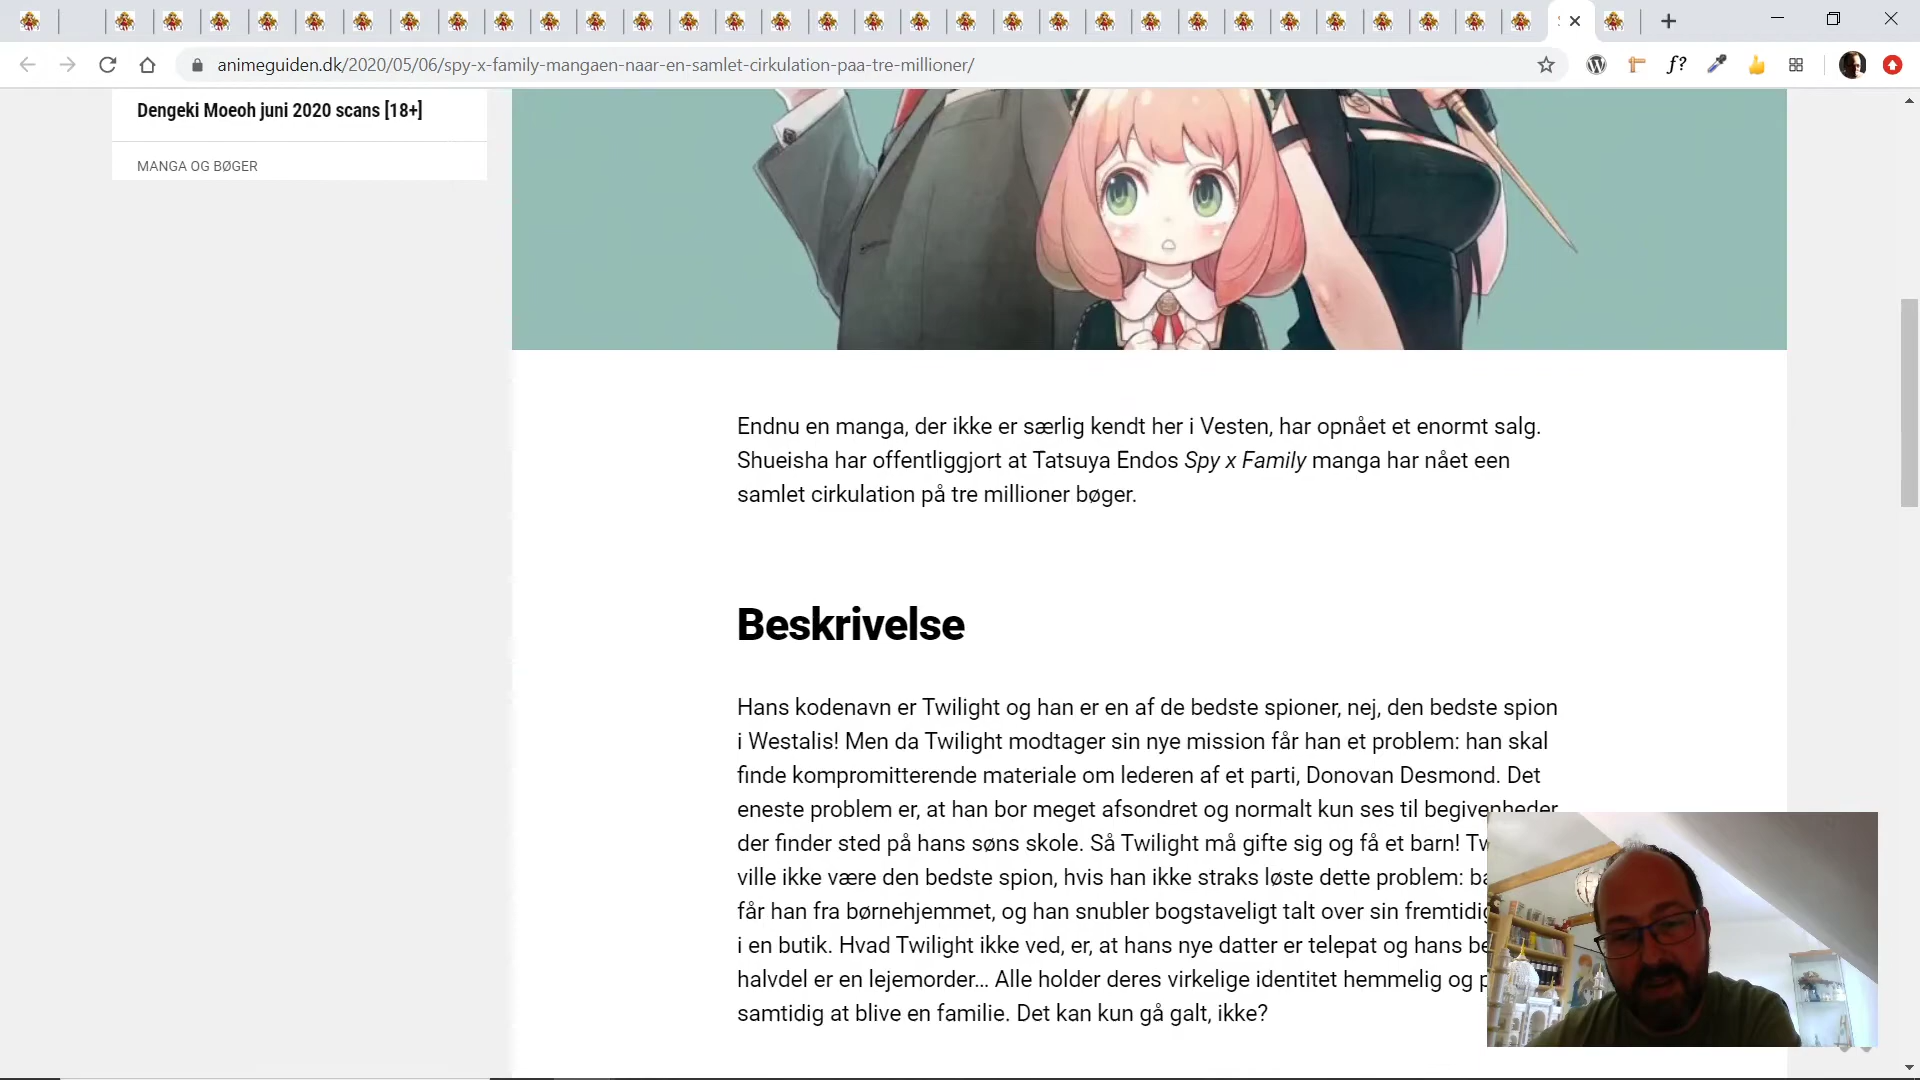 animeguiden.dk/2020/05/06/spy-x-family-mangaen-naar-en-samlet-cirkulation-paa-tre-millioner/
f?
Dengeki Moeoh juni 2020 scans [18+]
MANGA OG BØGER
Endnu en manga, der ikke er særlig kendt her i Vesten, har opnået et enormt salg.
Shueisha har offentliggjort at Tatsuya Endos Spy x Family manga har nået een
samlet cirkulation på tre millioner bøger.
Beskrivelse
Hans kodenavn er Twilight og han er en af de bedste spioner, nej, den bedste spion
i Westalis! Men da Twilight modtager sin nye mission får han et problem: han skal
finde kompromitterende materiale om lederen af et parti, Donovan Desmond. Det
eneste problem er, at han bor meget afsondret og normalt kun ses til begivenheder
der finder sted på hans søns skole. Så Twilight må gifte sig og få et barn!
ville ikke være den bedste spion, hvis han ikke straks løste dette problem:
får han fra børnehjemmet, og han snubler bogstaveligt talt over sin
i en butik. Hvad Twilight ikke ved, er, at hans nye datter er telepat og hans
halvdel er en lejemorder... Alle holder deres virkelige identitet hemmelig og
samtidig at blive en familie. Det kan kun gå galt, ikke?